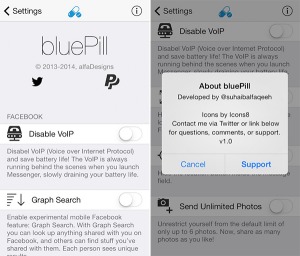 Settings
bluePill
© 2013-2014, alfaDesigns
FACEBOOK
Disable VoIP
Disabel VoIP (Voice over Internet Protocol)
and save battery life! The VoIP is always
running behind the scenes when you launch
Messenger, slowly draining your battery life.
Graph Search
Enable experimental mobile Facebook
feature: Graph Search. With Graph Search
you can look up anything shared with you on
Facebook, and others can find stuff you've
shared with them. Each person sees unique
results.
Settings
Disable VoIP
Disabel VoIP (Voice over Internet Protocol)
and save battery life! The VoIP is always
running behind the scenes when you launch
About bluePill
Developed by @suhaibalfaqeeh
Icons by Icons8
Contact me via Twitter or link below
for questions, comments, or support.
v1.0
Cancel
Support
results.
Send Unlimited Photos
Unrestrict yourself from the default limit of
only up to 6 photos. Now, share as many
photos as you like!